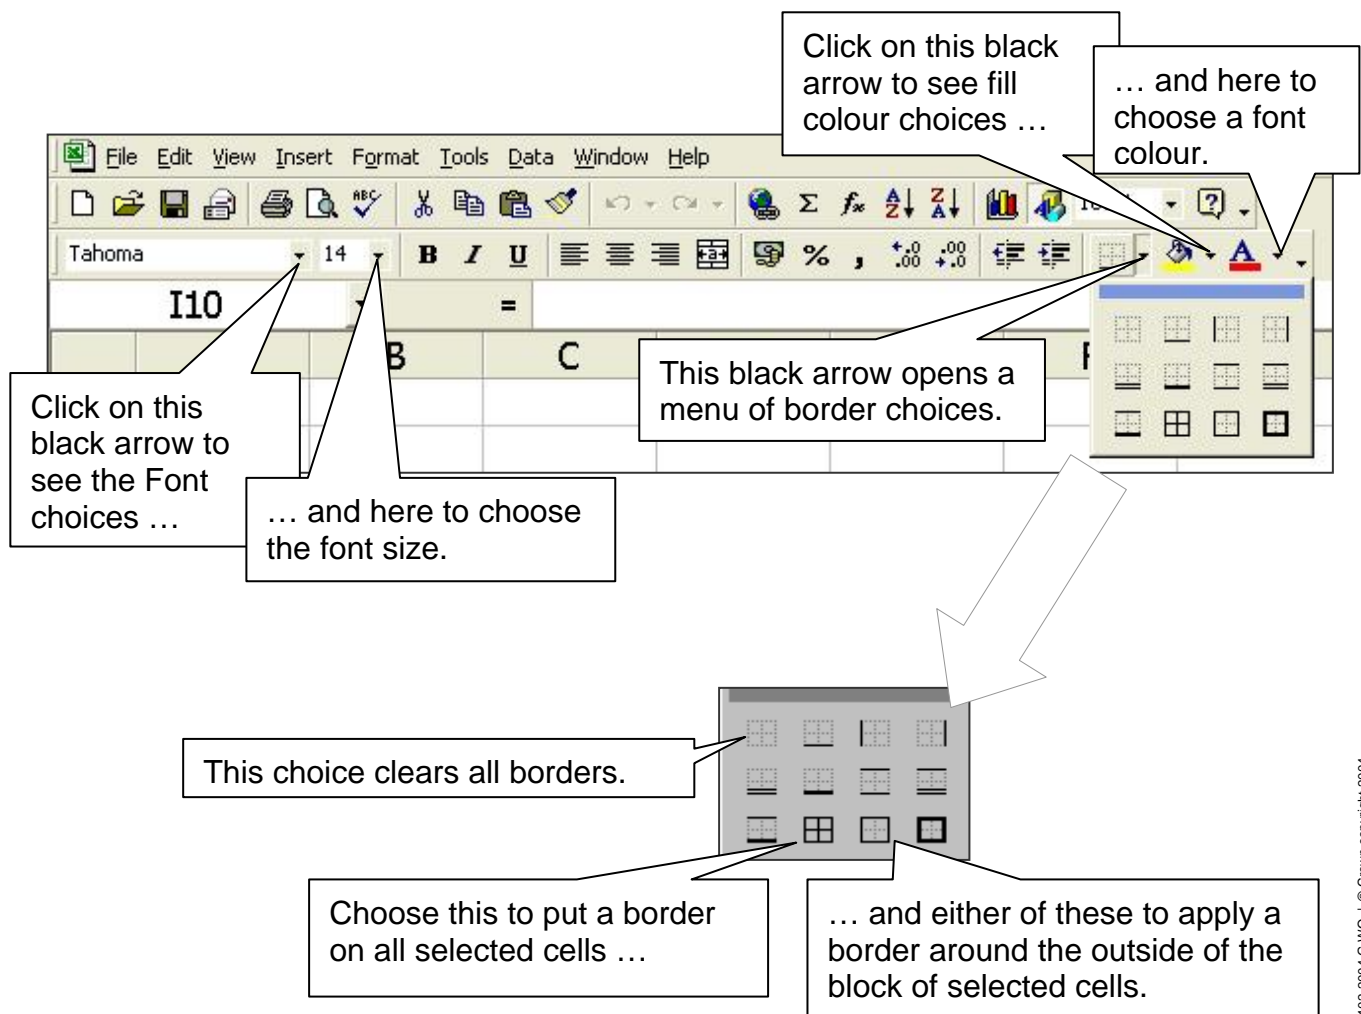 Click on this black
arrow to see fill
colour choices …
… and here to
choose a font
colour.
File Edit View Insert Format Tools Data Window Help
Tahoma 14 B I U % ,
I10 =
B C
This black arrow opens a
menu of border choices.
Click on this
black arrow to
see the Font
choices …
… and here to choose
the font size.
This choice clears all borders.
Choose this to put a border
on all selected cells …
… and either of these to apply a
border around the outside of the
block of selected cells.